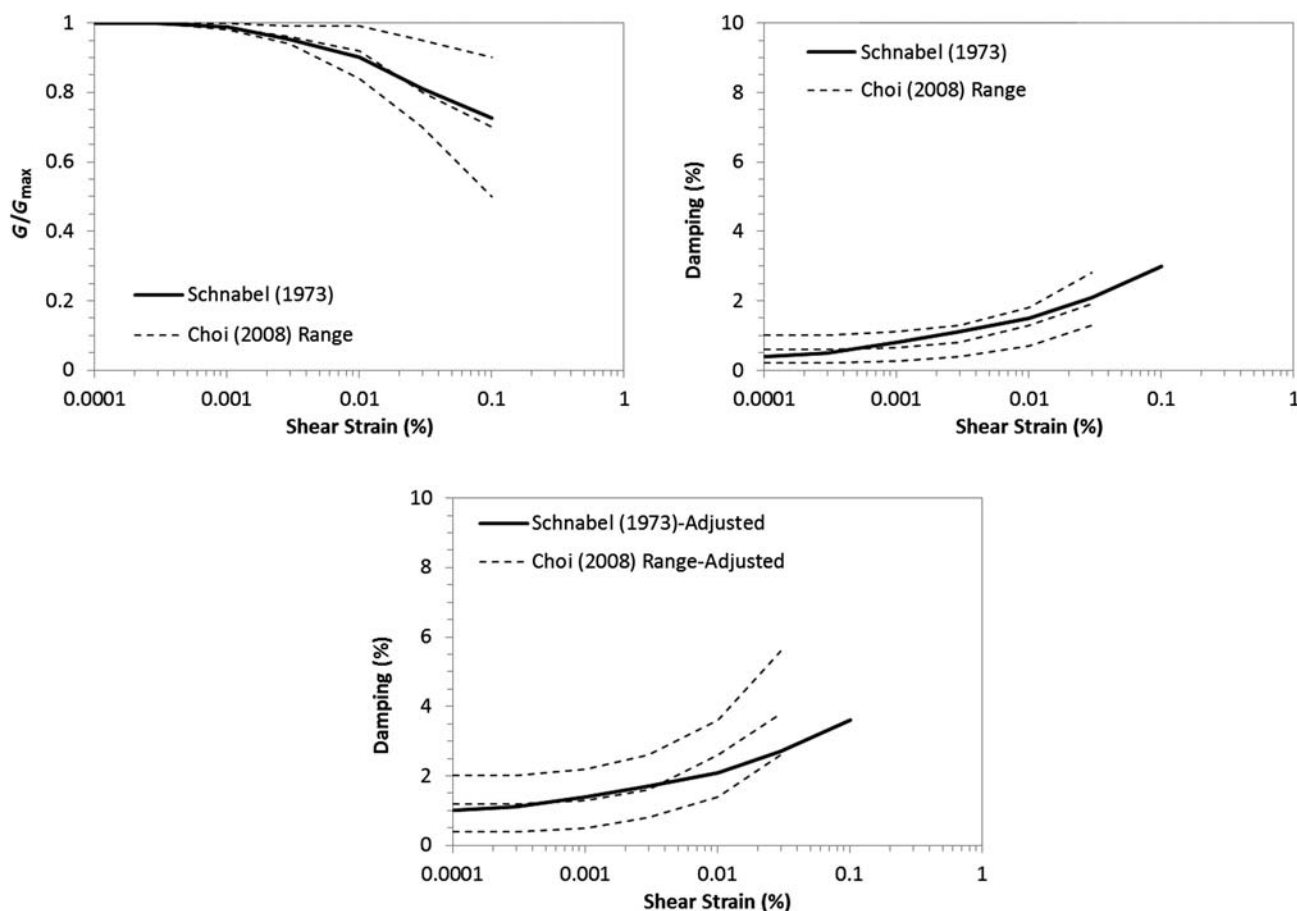 1
0.8
0.6
0.4
0.2
0
G/Gmax
Schnabel (1973)
Choi (2008) Range
0.0001 0.001 0.01 0.1 1
Shear Strain (%)
10
8
6
4
2
0
Damping (%)
Schnabel (1973)
Choi (2008) Range
0.0001 0.001 0.01 0.1 1
Shear Strain (%)
10
8
6
4
2
0
Damping (%)
Schnabel (1973)-Adjusted
Choi (2008) Range-Adjusted
0.0001 0.001 0.01 0.1 1
Shear Strain (%)